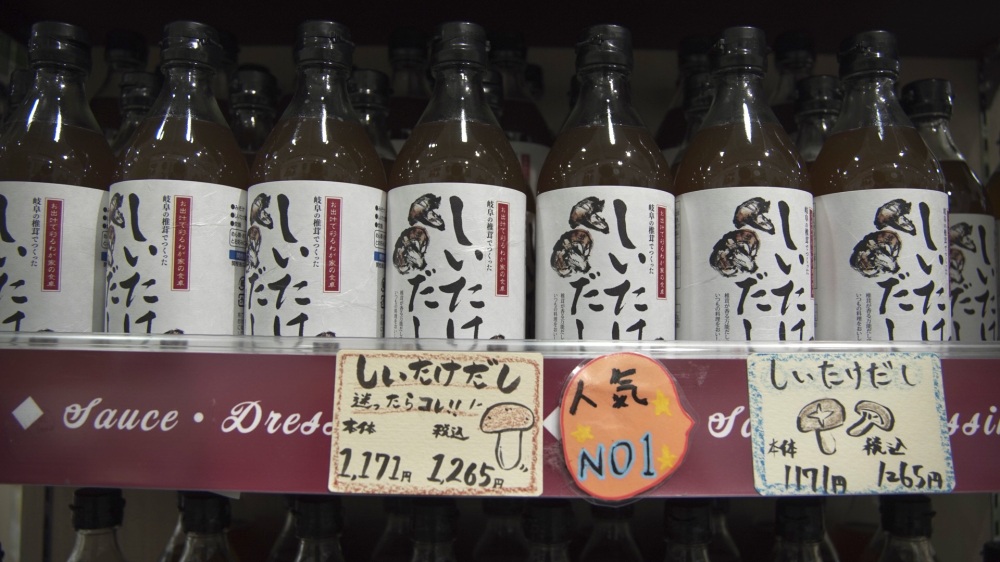 お出汁で彩るわが家の食卓
岐阜の椎茸でつくった
しいたけ
だし
Sauce・Dress
しいたけだし
迷ったらコレ!!
本体 税込
1,171円 1,265円
人気
NO1
しいたけだし
本体 税込
1171円 1265円